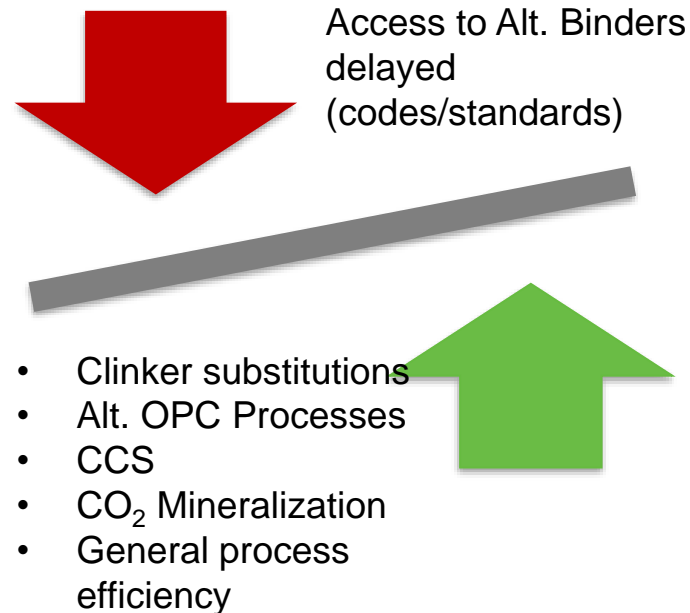 Access to Alt. Binders
delayed
(codes/standards)
• Clinker substitutions
• Alt. OPC Processes
• CCS
• CO₂ Mineralization
• General process
efficiency